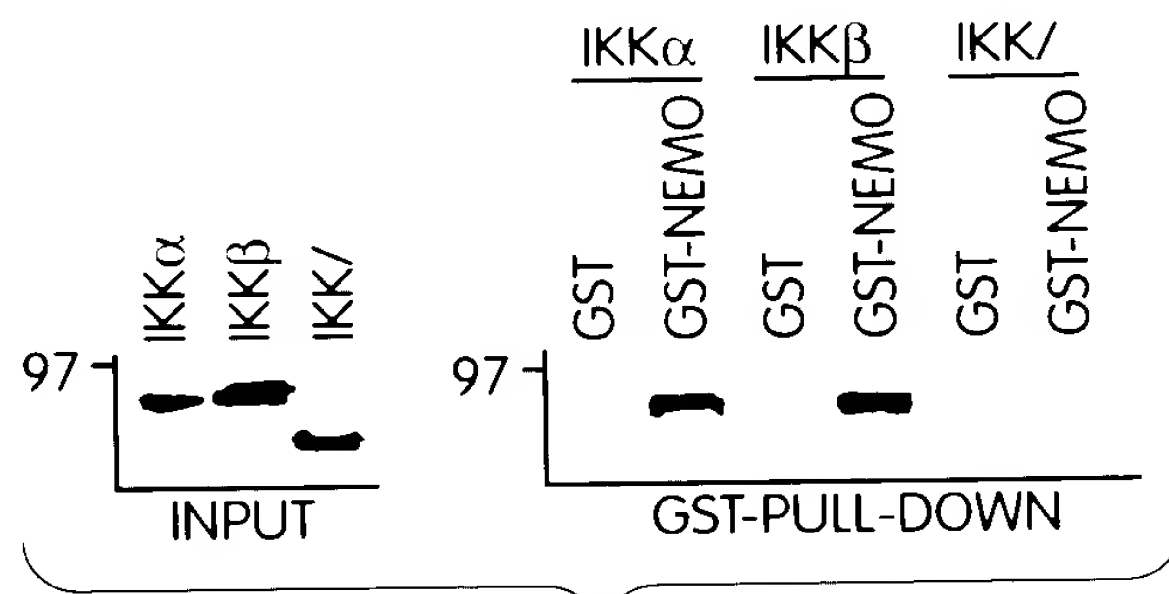 IKKα IKKβ IKK/
97
INPUT
IKKα IKKβ IKK/
GST GST-NEMO GST GST-NEMO GST GST-NEMO
97
GST-PULL-DOWN